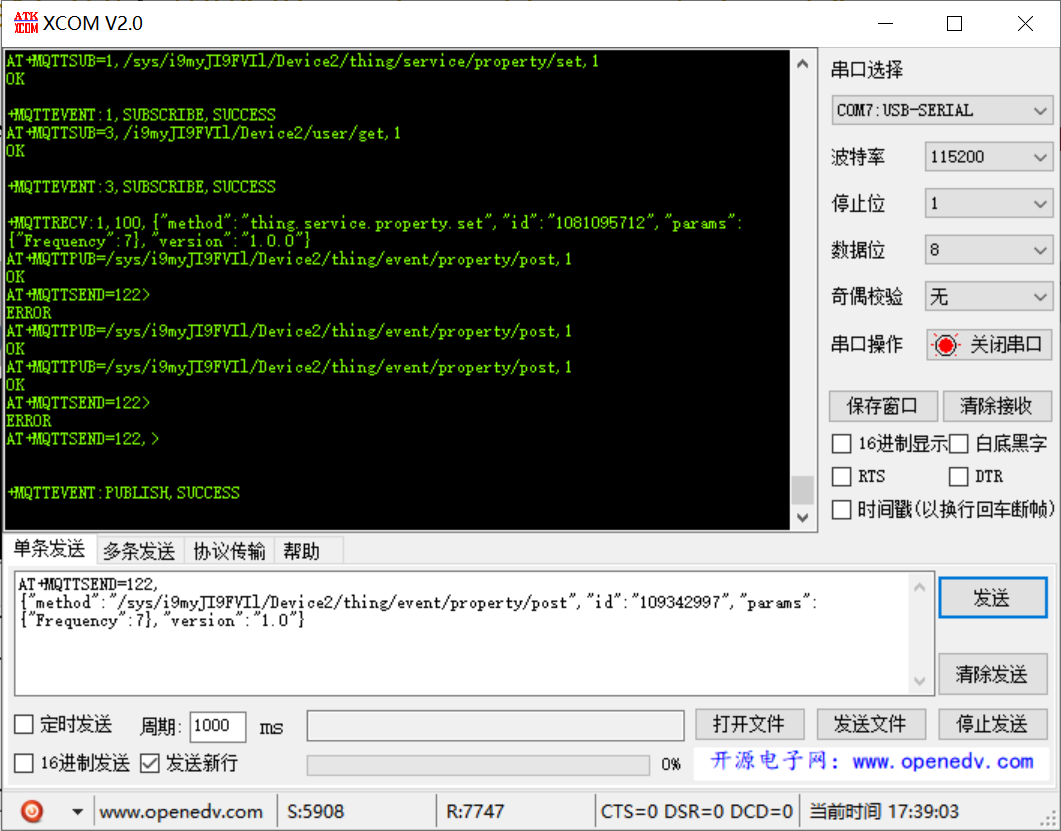 ATK XCOM XCOM V2.0
AT+MQTTSUB=1,/sys/i9myJI9FVIl/Device2/thing/service/property/set,1
OK
+MQTTEVENT:1,SUBSCRIBE,SUCCESS
AT+MQTTSUB=3,/i9myJI9FVIl/Device2/user/get,1
OK
+MQTTEVENT:3,SUBSCRIBE,SUCCESS
+MQTTRECV:1,100,{"method":"thing.service.property.set","id":"1081095712","params":
{"Frequency":7},"version":"1.0.0"}
AT+MQTTPUB=/sys/i9myJI9FVIl/Device2/thing/event/property/post,1
OK
AT+MQTTSEND=122>
ERROR
AT+MQTTPUB=/sys/i9myJI9FVIl/Device2/thing/event/property/post,1
OK
AT+MQTTPUB=/sys/i9myJI9FVIl/Device2/thing/event/property/post,1
OK
AT+MQTTSEND=122>
ERROR
AT+MQTTSEND=122,>
+MQTTEVENT:PUBLISH,SUCCESS
串口选择
COM7:USB-SERIAL
波特率 115200
停止位 1
数据位 8
奇偶校验 无
串口操作 关闭串口
保存窗口 清除接收
16进制显示 白底黑字
RTS DTR
时间戳(以换行回车断帧)
单条发送 多条发送 协议传输 帮助
AT+MQTTSEND=122,
{"method":"/sys/i9myJI9FVIl/Device2/thing/event/property/post","id":"109342997","params":
{"Frequency":7},"version":"1.0"}
发送
清除发送
定时发送 周期: 1000 ms 打开文件 发送文件 停止发送
16进制发送 发送新行 0% 开源电子网: www.openedv.com
www.openedv.com S:5908 R:7747 CTS=0 DSR=0 DCD=0 当前时间 17:39:03